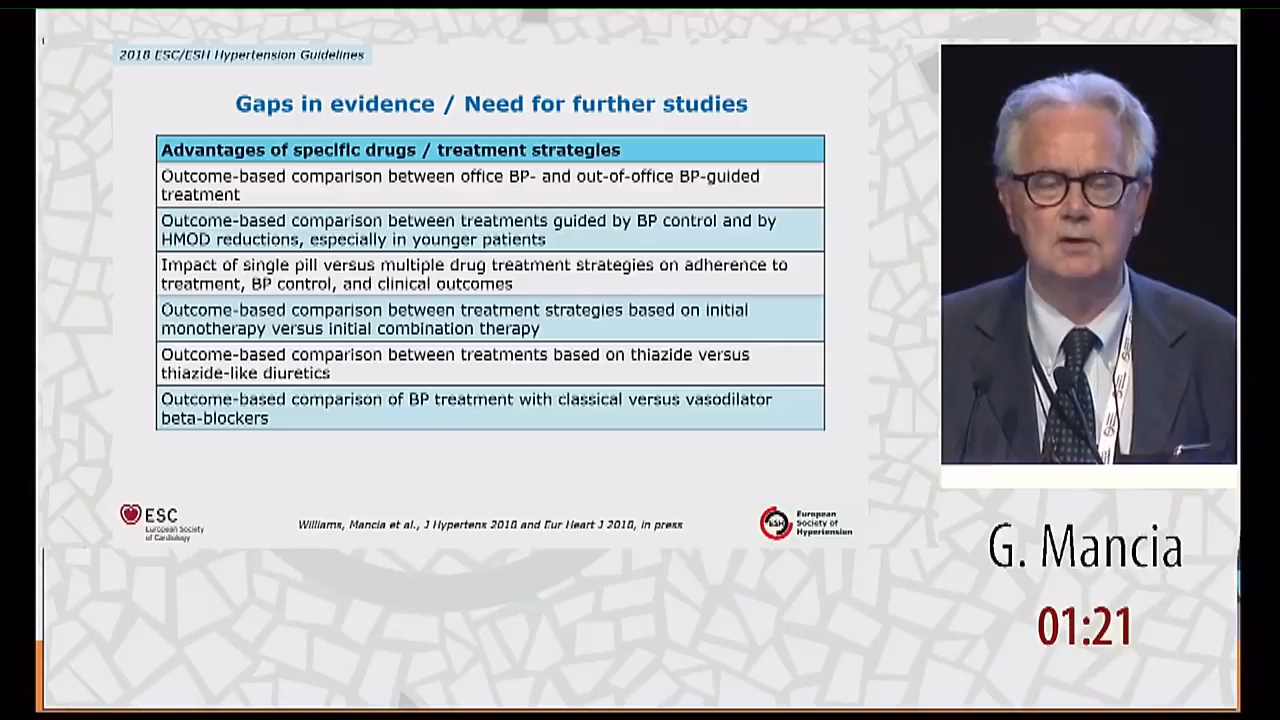 2018 ESC/ESH Hypertension Guidelines
Gaps in evidence / Need for further studies
Advantages of specific drugs / treatment strategies
Outcome-based comparison between office BP- and out-of-office BP-guided
treatment
Outcome-based comparison between treatments guided by BP control and by
HMOD reductions, especially in younger patients
Impact of single pill versus multiple drug treatment strategies on adherence to
treatment, BP control, and clinical outcomes
Outcome-based comparison between treatment strategies based on initial
monotherapy versus initial combination therapy
Outcome-based comparison between treatments based on thiazide versus
thiazide-like diuretics
Outcome-based comparison of BP treatment with classical versus vasodilator
beta-blockers
ESC
European Society
of Cardiology
Williams, Mancia et al., J Hypertens 2018 and Eur Heart J 2018, in press
ESH
European
Society of
Hypertension
G. Mancia
01:21